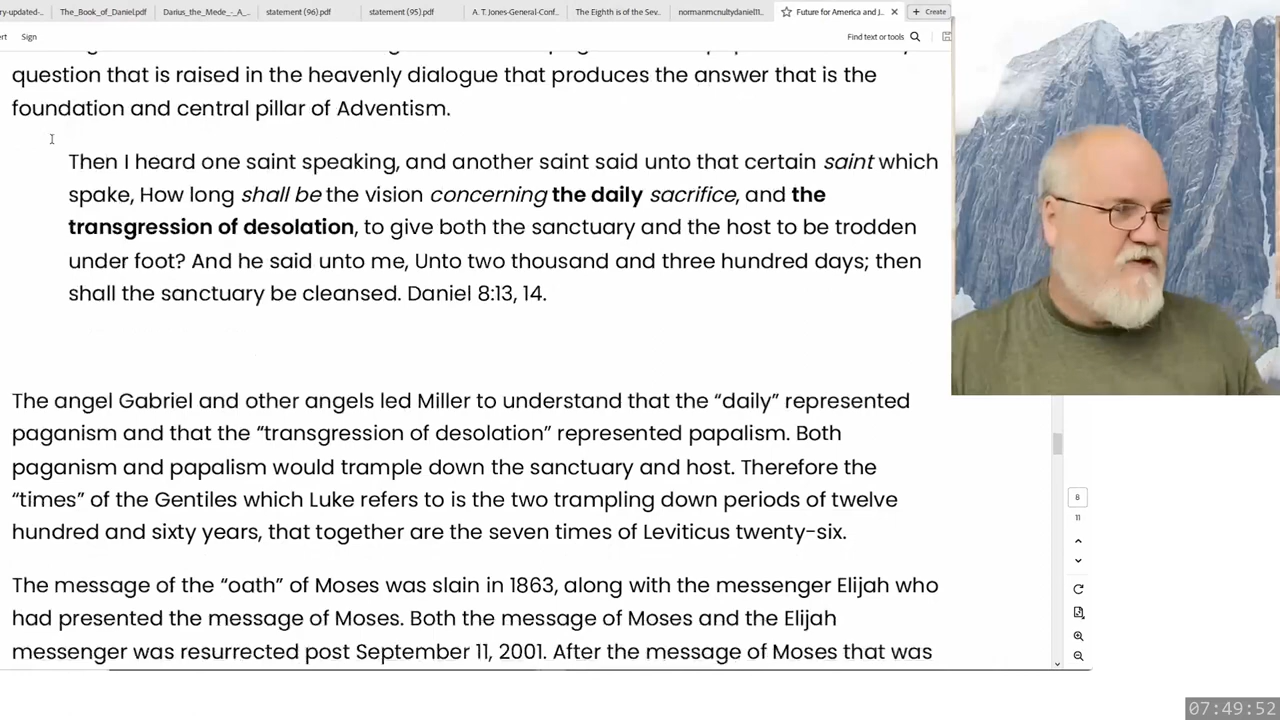 ry-updated-.. The_Book_of_Daniel.pdf Darius_the_Mede_-_A_... statement (96).pdf statement (95).pdf A. T. Jones-General-Conf... The Eighth is of the Sev... normanmcnultydaniel11... Future for America and J... Create
ert Sign Find text or tools
question that is raised in the heavenly dialogue that produces the answer that is the
foundation and central pillar of Adventism.
Then I heard one saint speaking, and another saint said unto that certain saint which
spake, How long shall be the vision concerning the daily sacrifice, and the
transgression of desolation, to give both the sanctuary and the host to be trodden
under foot? And he said unto me, Unto two thousand and three hundred days; then
shall the sanctuary be cleansed. Daniel 8:13, 14.
The angel Gabriel and other angels led Miller to understand that the “daily” represented
paganism and that the “transgression of desolation” represented papalism. Both
paganism and papalism would trample down the sanctuary and host. Therefore the
“times” of the Gentiles which Luke refers to is the two trampling down periods of twelve
hundred and sixty years, that together are the seven times of Leviticus twenty-six.
The message of the “oath” of Moses was slain in 1863, along with the messenger Elijah who
had presented the message of Moses. Both the message of Moses and the Elijah
messenger was resurrected post September 11, 2001. After the message of Moses that was
8
11
07:49:52